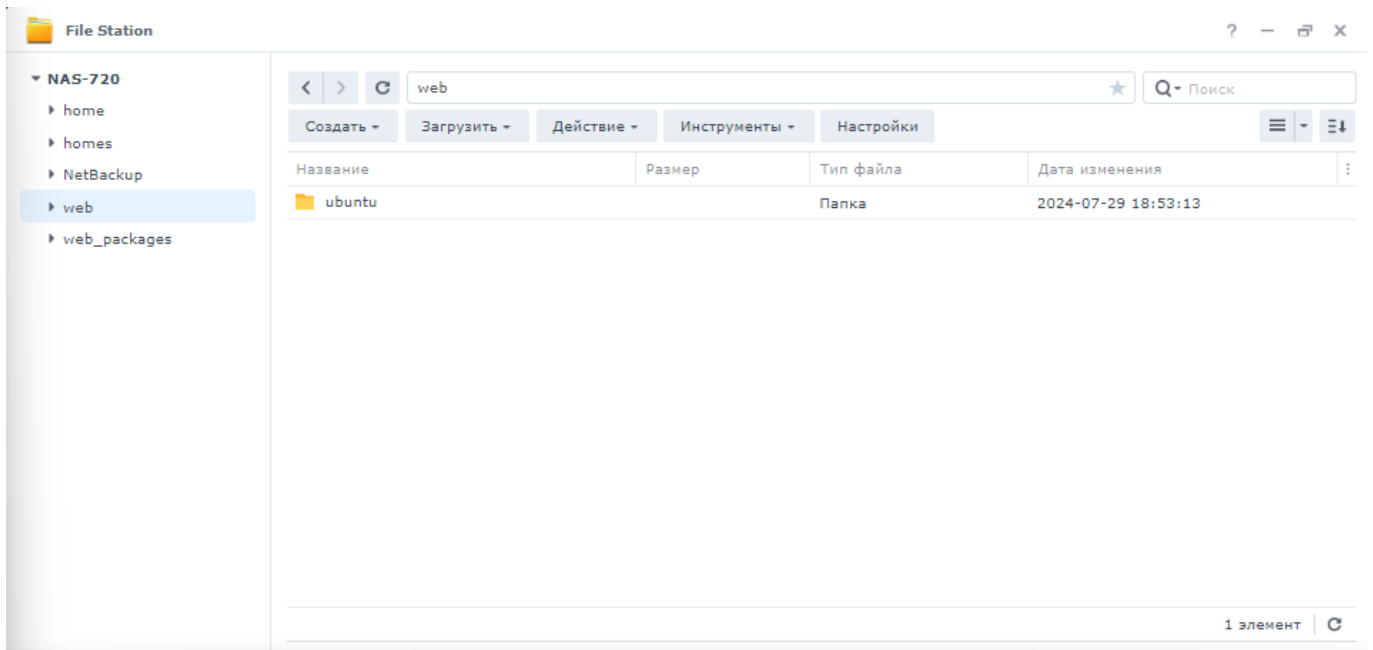 File Station
NAS-720
home
homes
NetBackup
web
web_packages
web
Поиск
Создать Загрузить Действие Инструменты Настройки
Название Размер Тип файла Дата изменения
ubuntu Папка 2024-07-29 18:53:13
1 элемент